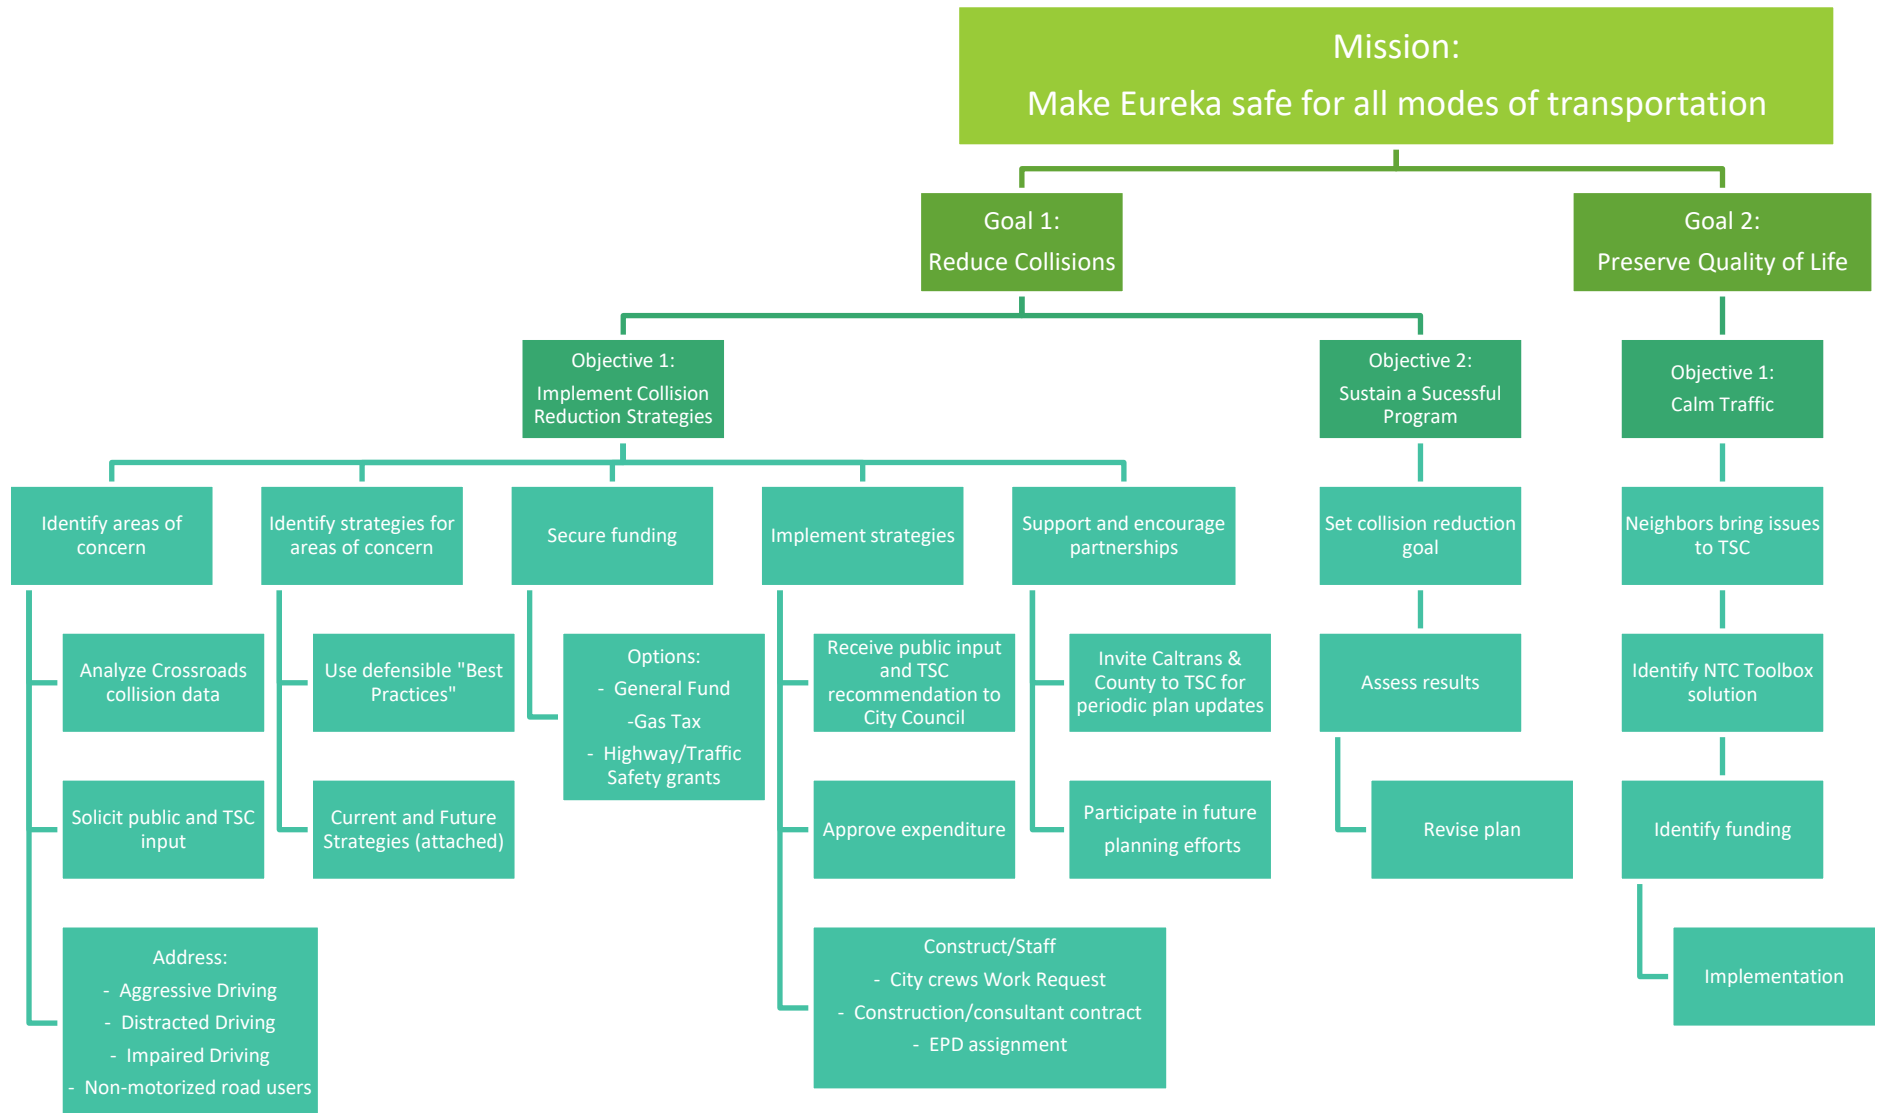 Mission:
Make Eureka safe for all modes of transportation
Goal 1:
Reduce Collisions
Goal 2:
Preserve Quality of Life
Objective 1:
Implement Collision
Reduction Strategies
Objective 2:
Sustain a Sucessful
Program
Objective 1:
Calm Traffic
Identify areas of
concern
Identify strategies for
areas of concern
Secure funding
Implement strategies
Support and encourage
partnerships
Set collision reduction
goal
Neighbors bring issues
to TSC
Analyze Crossroads
collision data
Use defensible "Best
Practices"
Options:
- General Fund
-Gas Tax
- Highway/Traffic
Safety grants
Receive public input
and TSC
recommendation to
City Council
Invite Caltrans &
County to TSC for
periodic plan updates
Assess results
Identify NTC Toolbox
solution
Solicit public and TSC
input
Current and Future
Strategies (attached)
Approve expenditure
Participate in future
planning efforts
Revise plan
Identify funding
Address:
- Aggressive Driving
- Distracted Driving
- Impaired Driving
- Non-motorized road users
Construct/Staff
- City crews Work Request
- Construction/consultant contract
- EPD assignment
Implementation